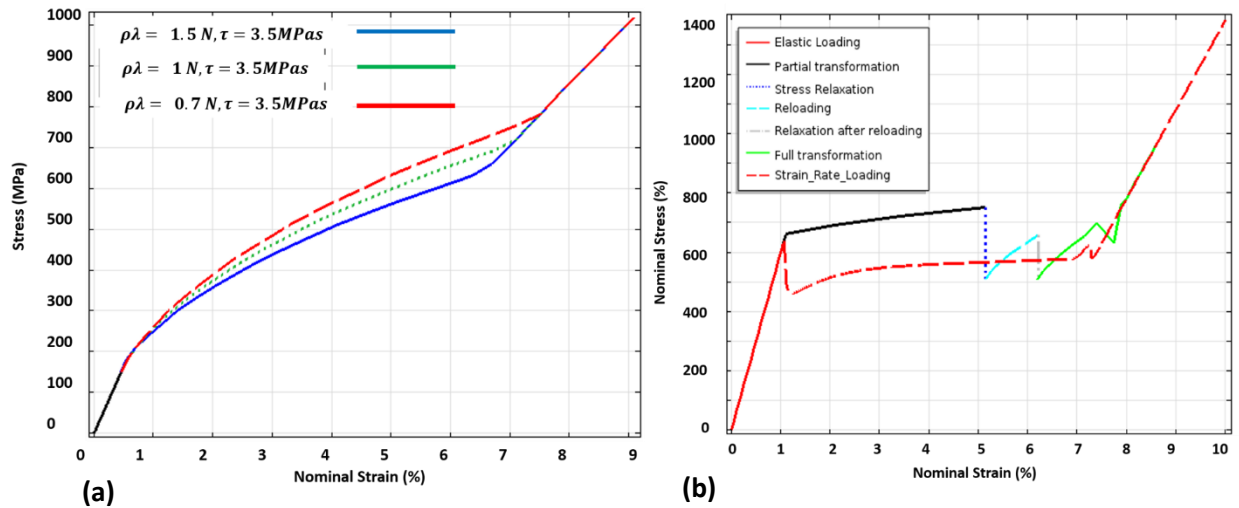 ρλ = 1.5 N, τ = 3.5MPas
ρλ = 1 N, τ = 3.5MPas
ρλ = 0.7 N, τ = 3.5MPas
1000
900
800
700
600
500
400
300
200
100
0
Stress (MPa)
0 1 2 3 4 5 6 7 8 9
Nominal Strain (%)
(a)
(b)
Elastic Loading
Partial transformation
Stress Relaxation
Reloading
Relaxation after reloading
Full transformation
Strain_Rate_Loading
1400
1200
1000
800
600
400
200
0
Nominal Stress (%)
0 1 2 3 4 5 6 7 8 9 10
Nominal Strain (%)
(b)